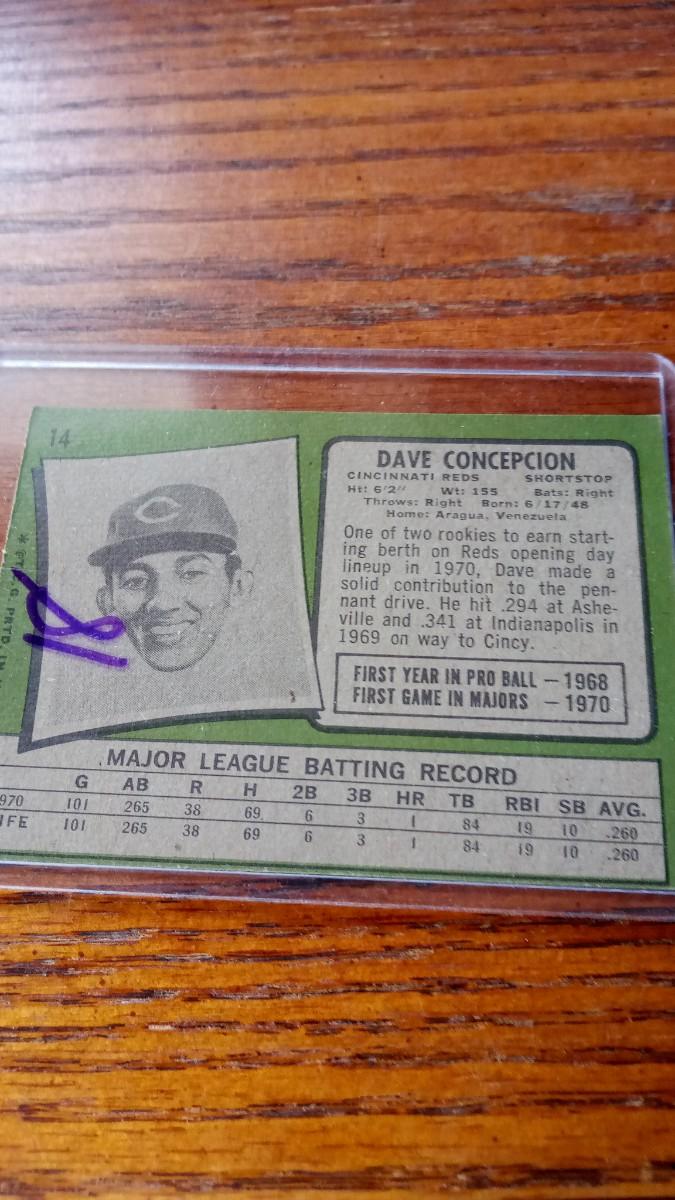 14
DAVE CONCEPCION
CINCINNATI REDS SHORTSTOP
Ht: 6'2" Wt: 155 Bats: Right
Throws: Right Born: 6/17/48
Home: Aragua, Venezuela
One of two rookies to earn start-
ing berth on Reds opening day
lineup in 1970, Dave made a
solid contribution to the pen-
nant drive. He hit .294 at Ashe-
ville and .341 at Indianapolis in
1969 on way to Cincy.
FIRST YEAR IN PRO BALL — 1968
FIRST GAME IN MAJORS — 1970
18
PRTD. IN
C
MAJOR LEAGUE BATTING RECORD
G AB R H 2B 3B HR TB RBI SB AVG.
970 101 265 38 69 6 3 1 84 19 10 .260
IFE 101 265 38 69 6 3 1 84 19 10 .260